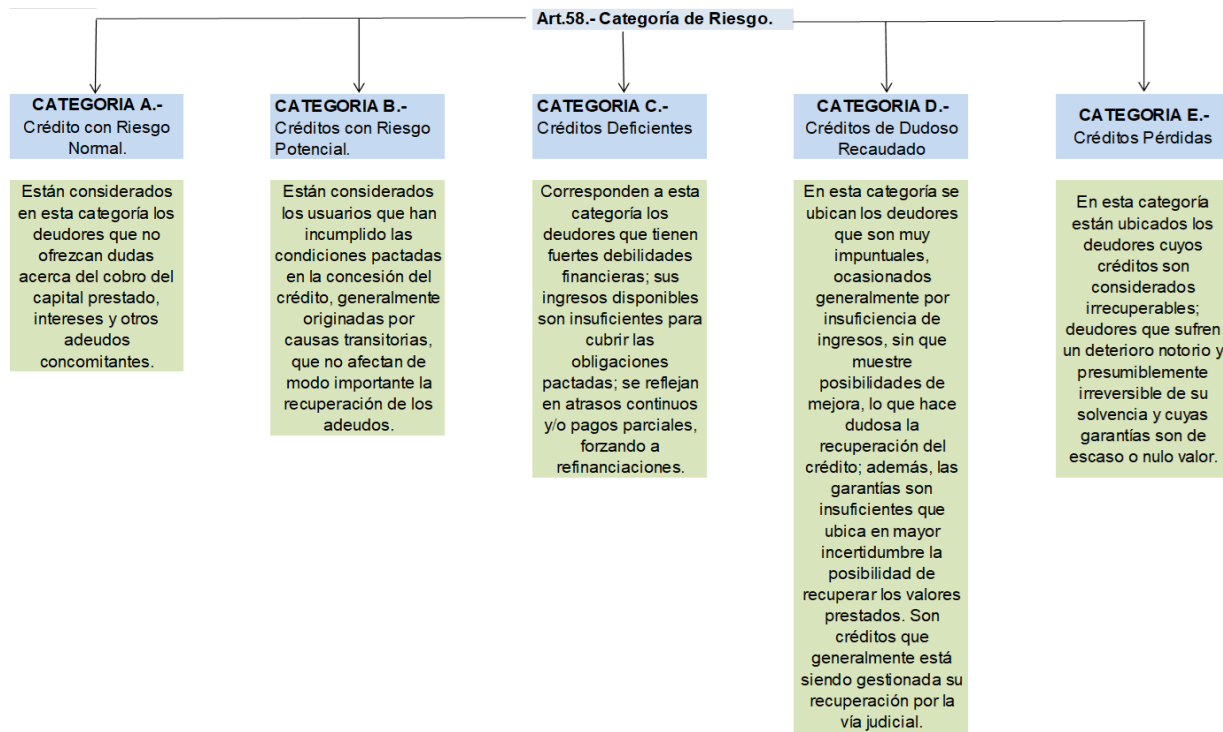 Art.58.- Categoría de Riesgo.
CATEGORIA A.-
Crédito con Riesgo
Normal.
Están considerados
en esta categoría los
deudores que no
ofrezcan dudas
acerca del cobro del
capital prestado,
intereses y otros
adeudos
concomitantes.
CATEGORIA B.-
Créditos con Riesgo
Potencial.
Están considerados
los usuarios que han
incumplido las
condiciones pactadas
en la concesión del
crédito, generalmente
originadas por
causas transitorias,
que no afectan de
modo importante la
recuperación de los
adeudos.
CATEGORIA C.-
Créditos Deficientes
Corresponden a esta
categoría los
deudores que tienen
fuertes debilidades
financieras; sus
ingresos disponible
son insuficientes para
cubrir las
obligaciones
pactadas; se reflejan
en atrasos continuos
y/o pagos parciales,
forzando a
refinanciaciones.
CATEGORIA D.-
Créditos de Dudoso
Recaudado
En esta categoría se
ubican los deudores
que son muy
impuntuales,
ocasionados
generalmente por
insuficiencia de
ingresos, sin que
muestre
posibilidades de
mejora, lo que hace
dudosa la
recuperación del
crédito; además, las
garantías son
insuficientes que
ubica en mayor
incertidumbre la
posibilidad de
recuperar los valores
prestados. Son
créditos que
generalmente está
siendo gestionada su
recuperación por la
vía judicial.
CATEGORIA E.-
Créditos Pérdidas
En esta categoría
están ubicados los
deudores cuyos
créditos son
considerados
irrecuperables;
deudores que sufren
un deterioro notorio y
presumiblemente
irreversible de su
solvencia y cuyas
garantías son de
escaso o nulo valor.